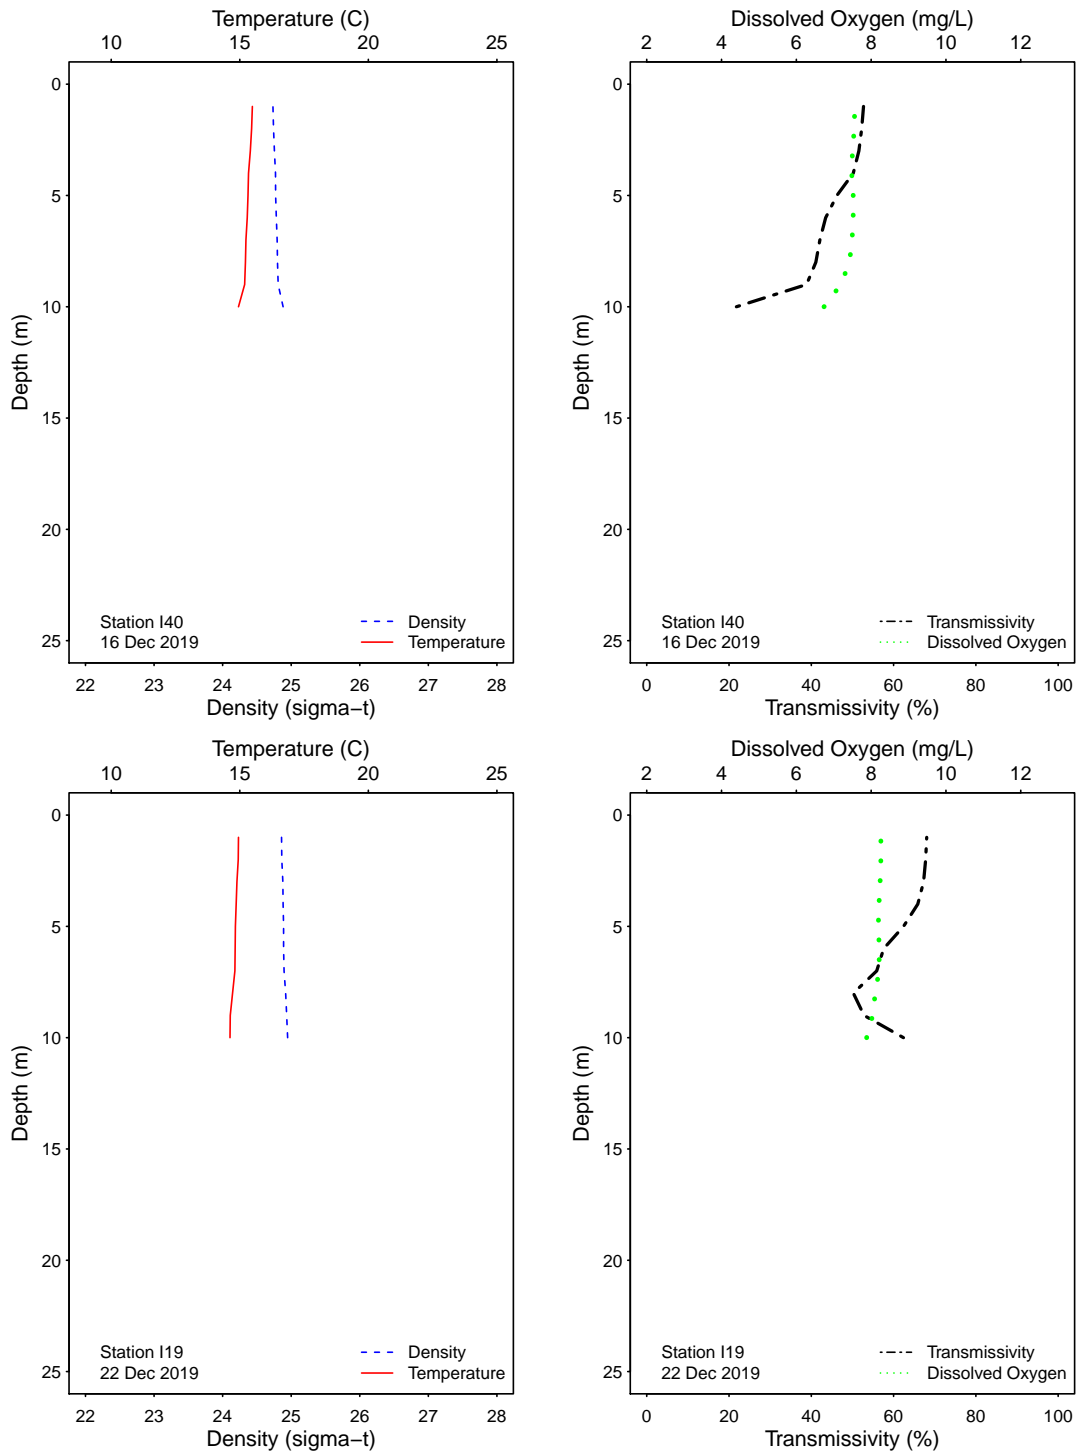 Temperature (C)
10 15 20 25
0
5
10
15
20
25
Depth (m)
Station I40
16 Dec 2019
Density
Temperature
22 23 24 25 26 27 28
Density (sigma−t)
Dissolved Oxygen (mg/L)
2 4 6 8 10 12
0
5
10
15
20
25
Depth (m)
Station I40
16 Dec 2019
Transmissivity
Dissolved Oxygen
0 20 40 60 80 100
Transmissivity (%)
Temperature (C)
10 15 20 25
0
5
10
15
20
25
Depth (m)
Station I19
22 Dec 2019
Density
Temperature
22 23 24 25 26 27 28
Density (sigma−t)
Dissolved Oxygen (mg/L)
2 4 6 8 10 12
0
5
10
15
20
25
Depth (m)
Station I19
22 Dec 2019
Transmissivity
Dissolved Oxygen
0 20 40 60 80 100
Transmissivity (%)